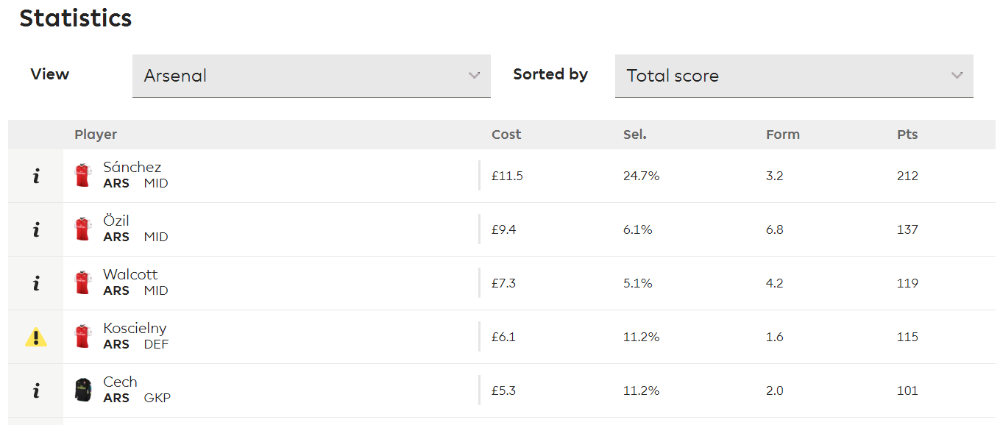 Statistics
View Arsenal Sorted by Total score
Player Cost Sel. Form Pts
Sánchez
ARS MID £11.5 24.7% 3.2 212
Özil
ARS MID £9.4 6.1% 6.8 137
Walcott
ARS MID £7.3 5.1% 4.2 119
Koscielny
ARS DEF £6.1 11.2% 1.6 115
Cech
ARS GKP £5.3 11.2% 2.0 101